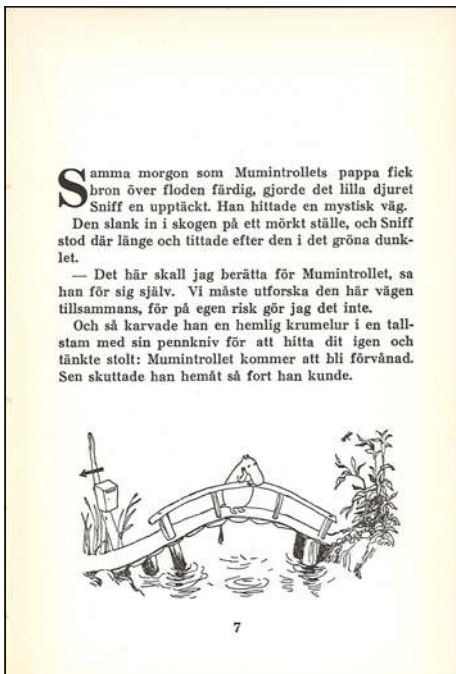 Samma morgon som Mumintrollets pappa fick
bron över floden färdig, gjorde det lilla djuret
Sniff en upptäckt. Han hittade en mystisk väg.
Den slank in i skogen på ett mörkt ställe, och Sniff
stod där länge och tittade efter den i det gröna dunk-
let.
— Det här skall jag berätta för Mumintrollet, sa
han för sig själv. Vi måste utforska den här vägen
tillsammans, för på egen risk gör jag det inte.
Och så karvade han en hemlig krumelur i en tall-
stam med sin pennkniv för att hitta dit igen och
tänkte stolt: Mumintrollet kommer att bli förvånad.
Sen skuttade han hemåt så fort han kunde.
7